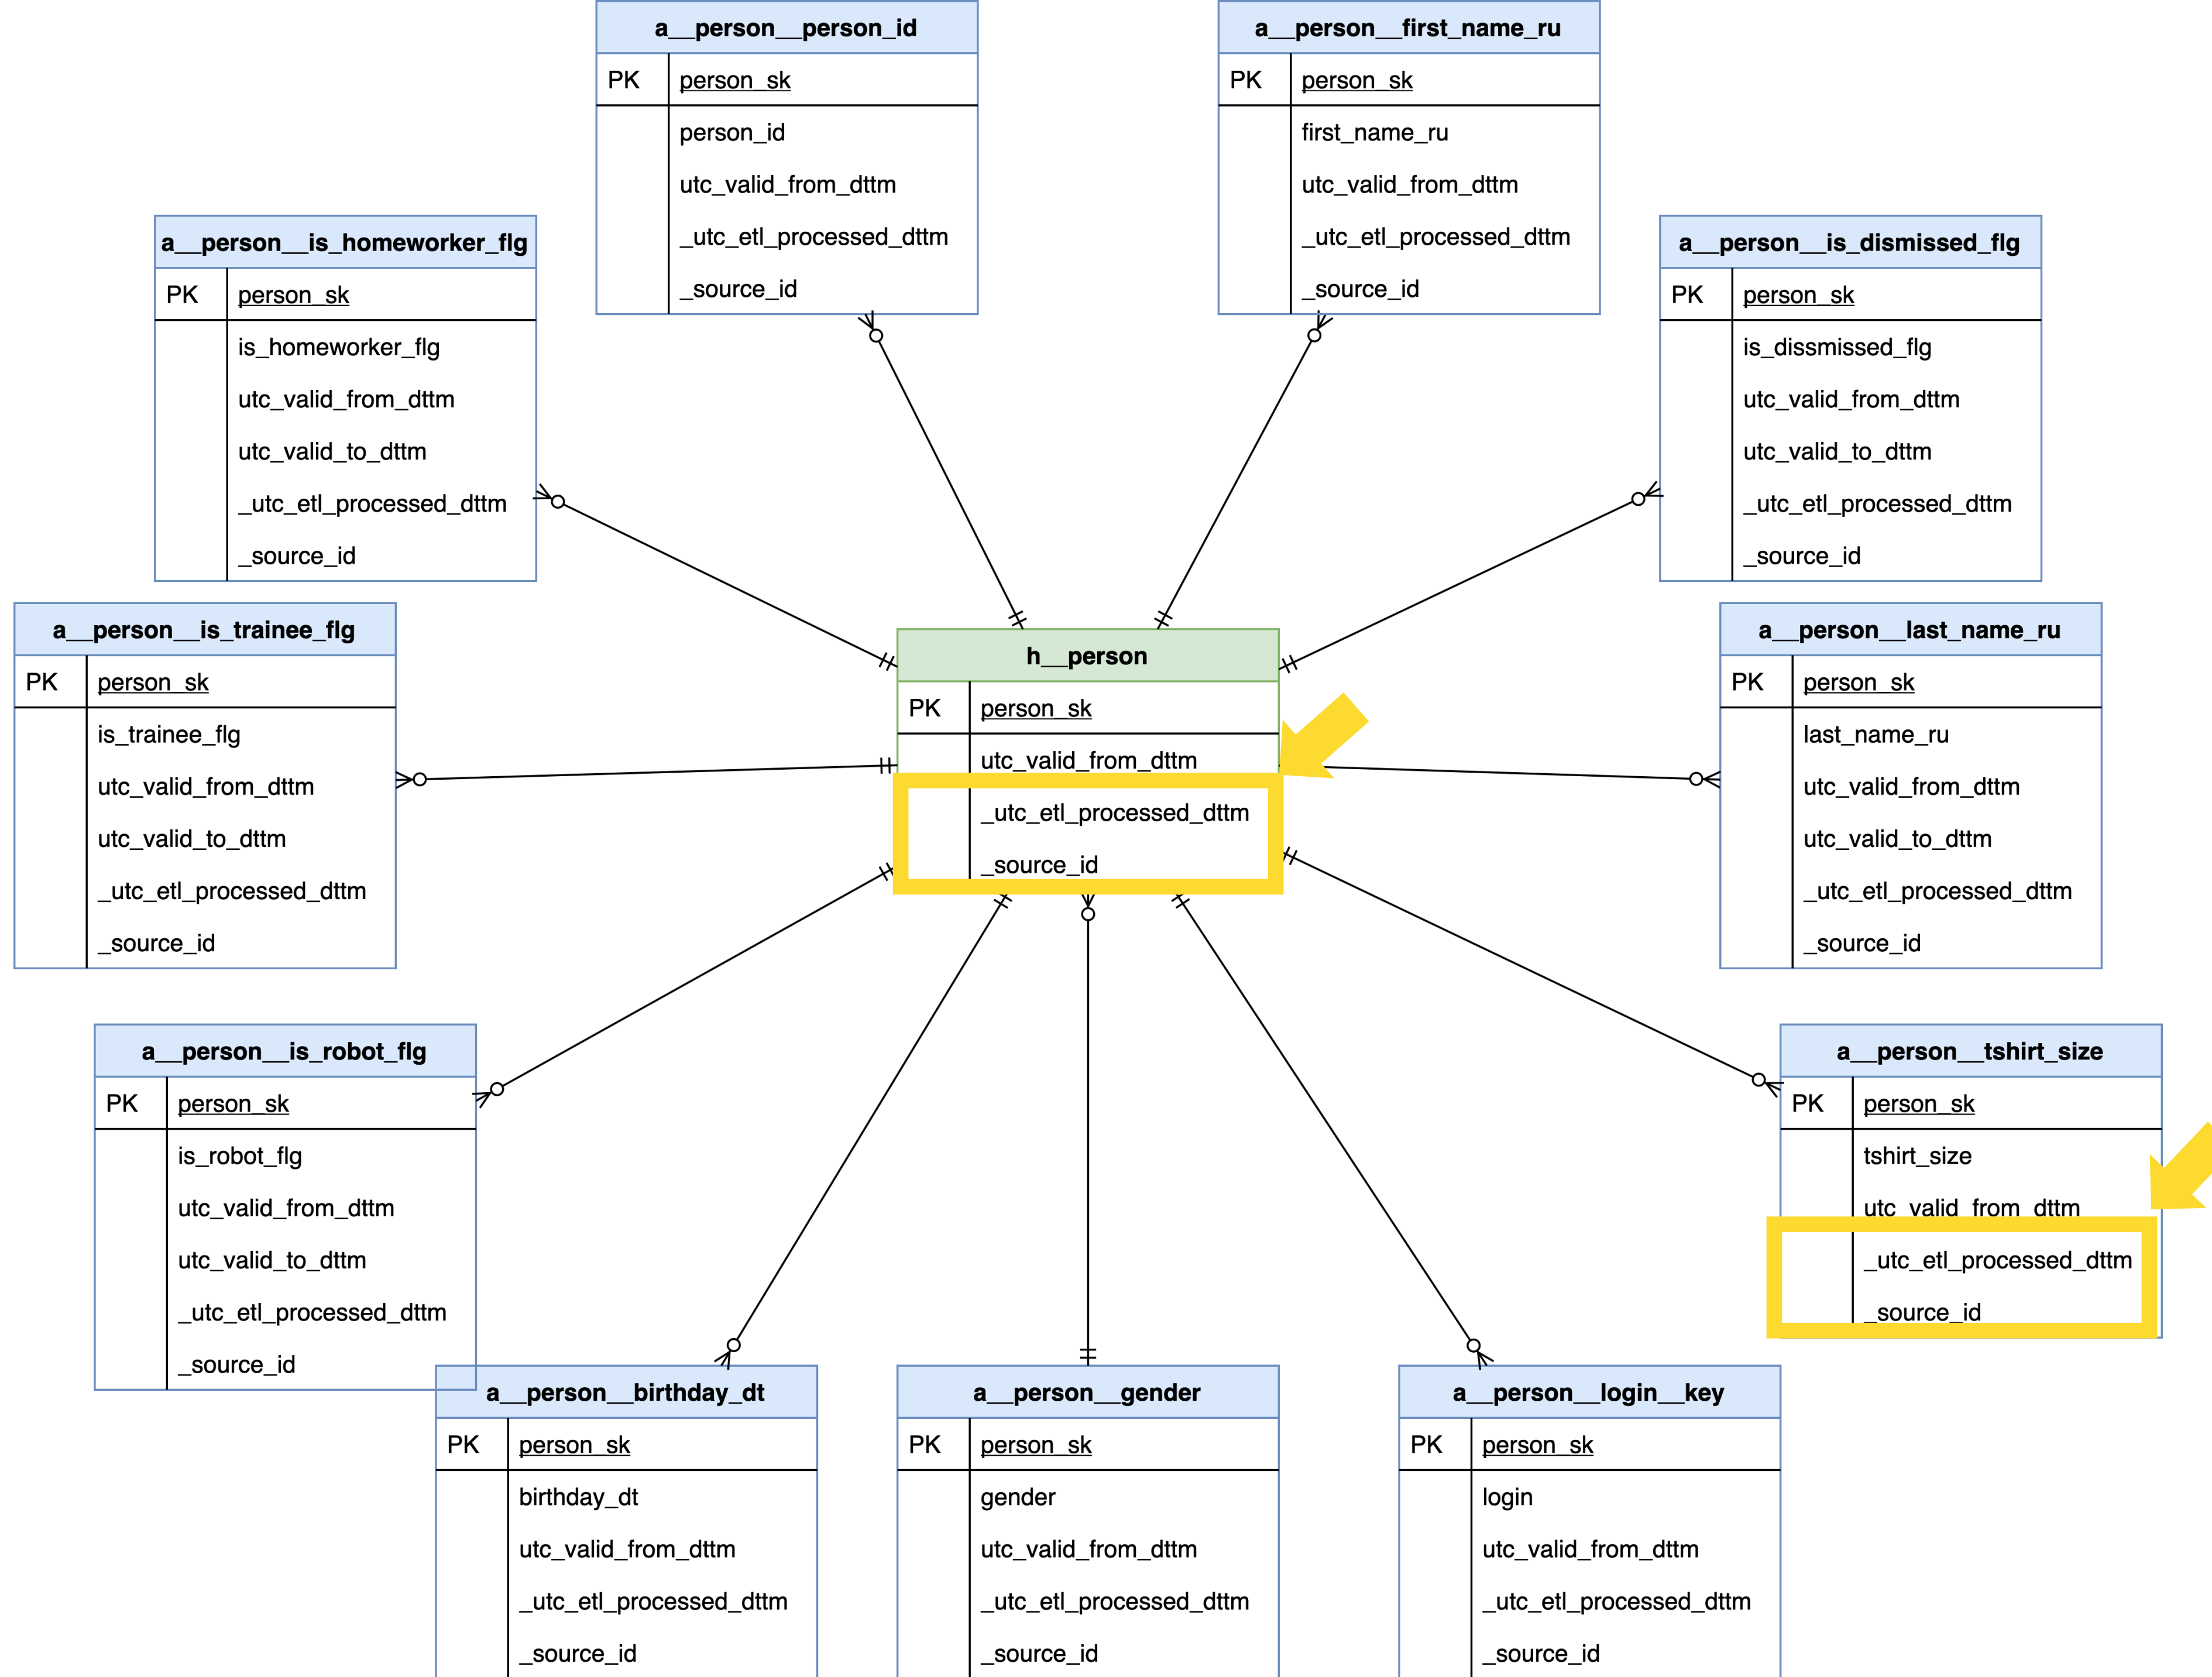 a__person__person_id
PK person_sk
person_id
utc_valid_from_dttm
_utc_etl_processed_dttm
_source_id
a__person__first_name_ru
PK person_sk
first_name_ru
utc_valid_from_dttm
_utc_etl_processed_dttm
_source_id
a__person__is_homeworker_flg
PK person_sk
is_homeworker_flg
utc_valid_from_dttm
utc_valid_to_dttm
_utc_etl_processed_dttm
_source_id
a__person__is_dismissed_flg
PK person_sk
is_dissmissed_flg
utc_valid_from_dttm
utc_valid_to_dttm
_utc_etl_processed_dttm
_source_id
a__person__is_trainee_flg
PK person_sk
is_trainee_flg
utc_valid_from_dttm
utc_valid_to_dttm
_utc_etl_processed_dttm
_source_id
h__person
PK person_sk
utc_valid_from_dttm
_utc_etl_processed_dttm
_source_id
a__person__last_name_ru
PK person_sk
last_name_ru
utc_valid_from_dttm
utc_valid_to_dttm
_utc_etl_processed_dttm
_source_id
a__person__is_robot_flg
PK person_sk
is_robot_flg
utc_valid_from_dttm
utc_valid_to_dttm
_utc_etl_processed_dttm
_source_id
a__person__tshirt_size
PK person_sk
tshirt_size
utc_valid_from_dttm
_utc_etl_processed_dttm
_source_id
a__person__birthday_dt
PK person_sk
birthday_dt
utc_valid_from_dttm
_utc_etl_processed_dttm
_source_id
a__person__gender
PK person_sk
gender
utc_valid_from_dttm
_utc_etl_processed_dttm
_source_id
a__person__login__key
PK person_sk
login
utc_valid_from_dttm
_utc_etl_processed_dttm
_source_id